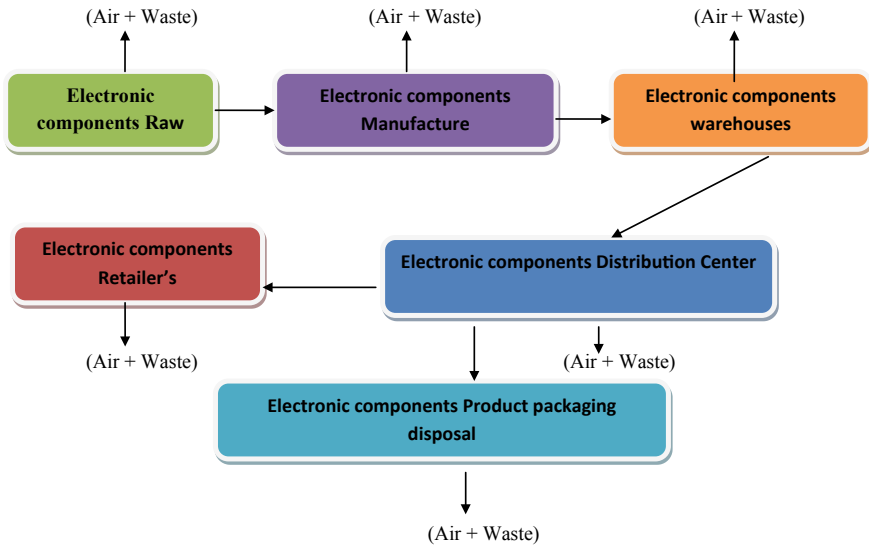 (Air + Waste)
(Air + Waste)
(Air + Waste)
Electronic
components Raw
Electronic components
Manufacture
Electronic components
warehouses
Electronic components
Retailer’s
Electronic components Distribution Center
(Air + Waste)
(Air + Waste)
Electronic components Product packaging
disposal
(Air + Waste)